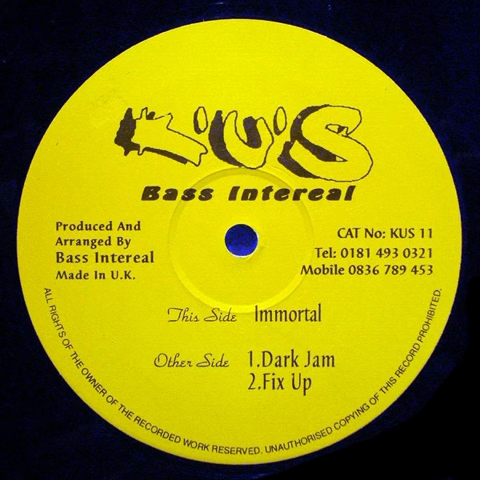 K'U'S
Bass Intereal
Produced And
Arranged By
Bass Intereal
Made In U.K.
CAT No: KUS 11
Tel: 0181 493 0321
Mobile 0836 789 453
This Side Immortal
Other Side 1.Dark Jam
2.Fix Up
ALL RIGHTS OF THE OWNER OF THE RECORDED WORK RESERVED. UNAUTHORISED COPYING OF THIS RECORD PROHIBITED.